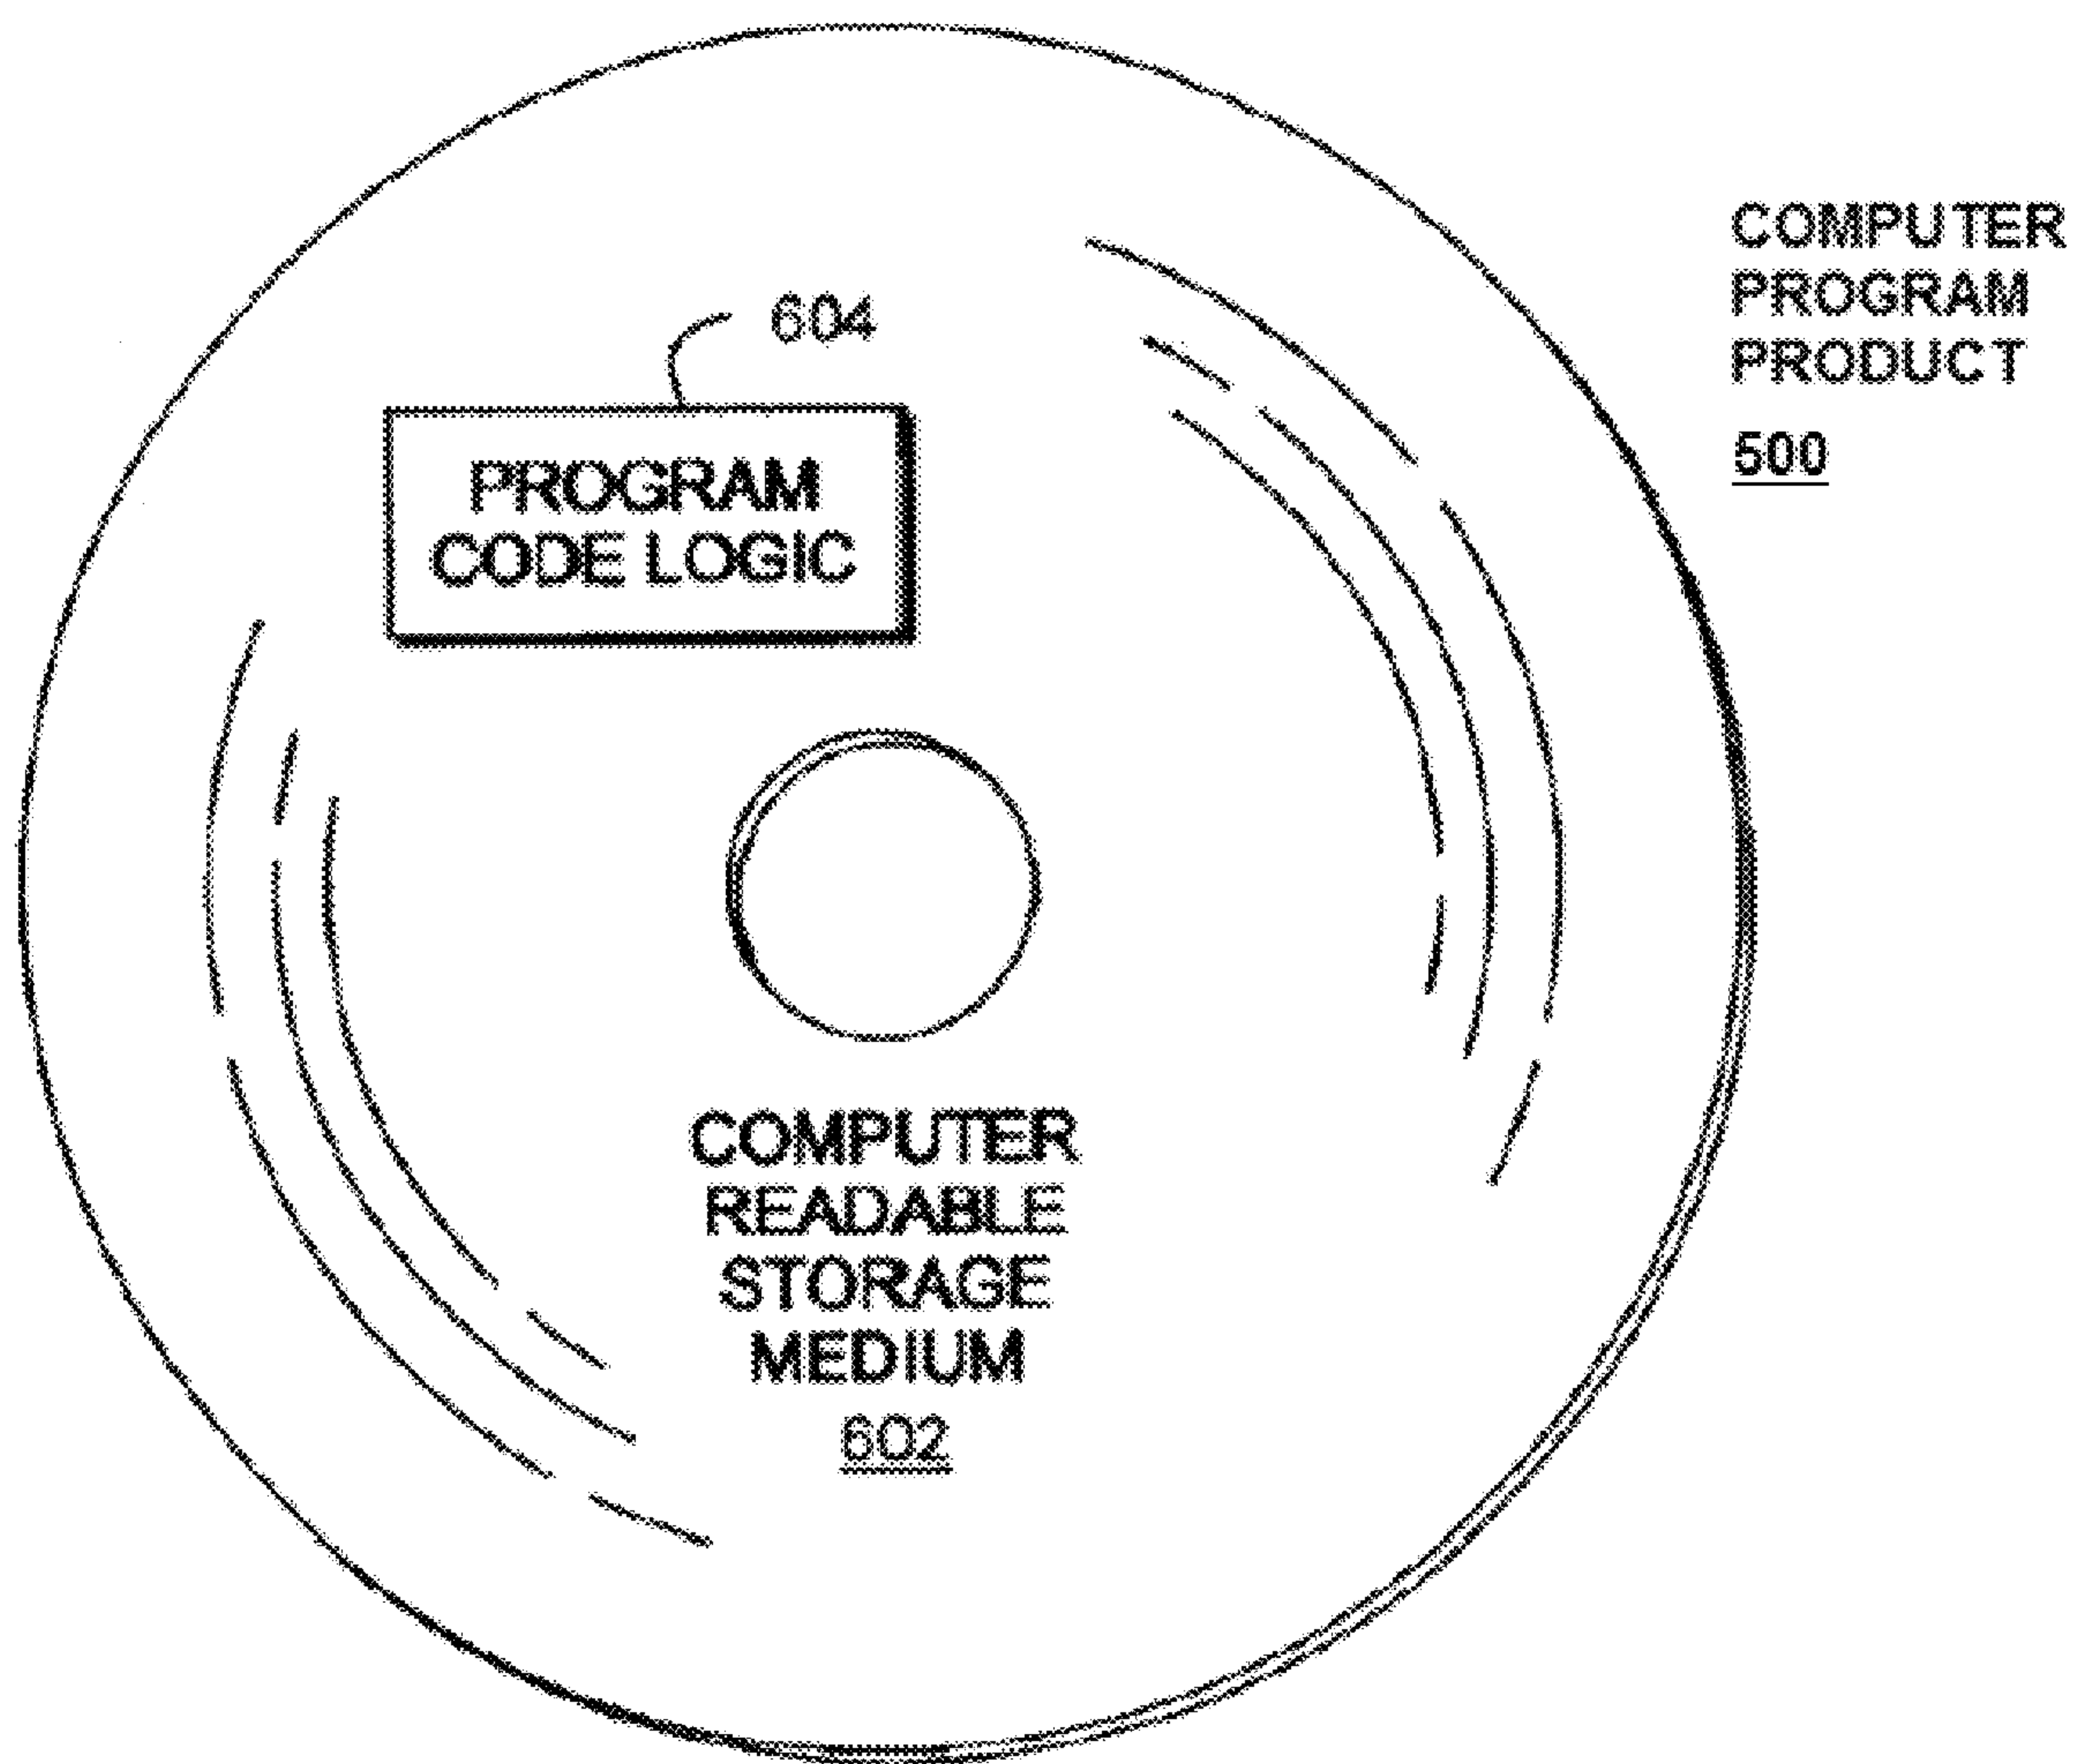 COMPUTER
PROGRAM
PRODUCT
500
604
PROGRAM
CODE LOGIC
COMPUTER
READABLE
STORAGE
MEDIUM
602